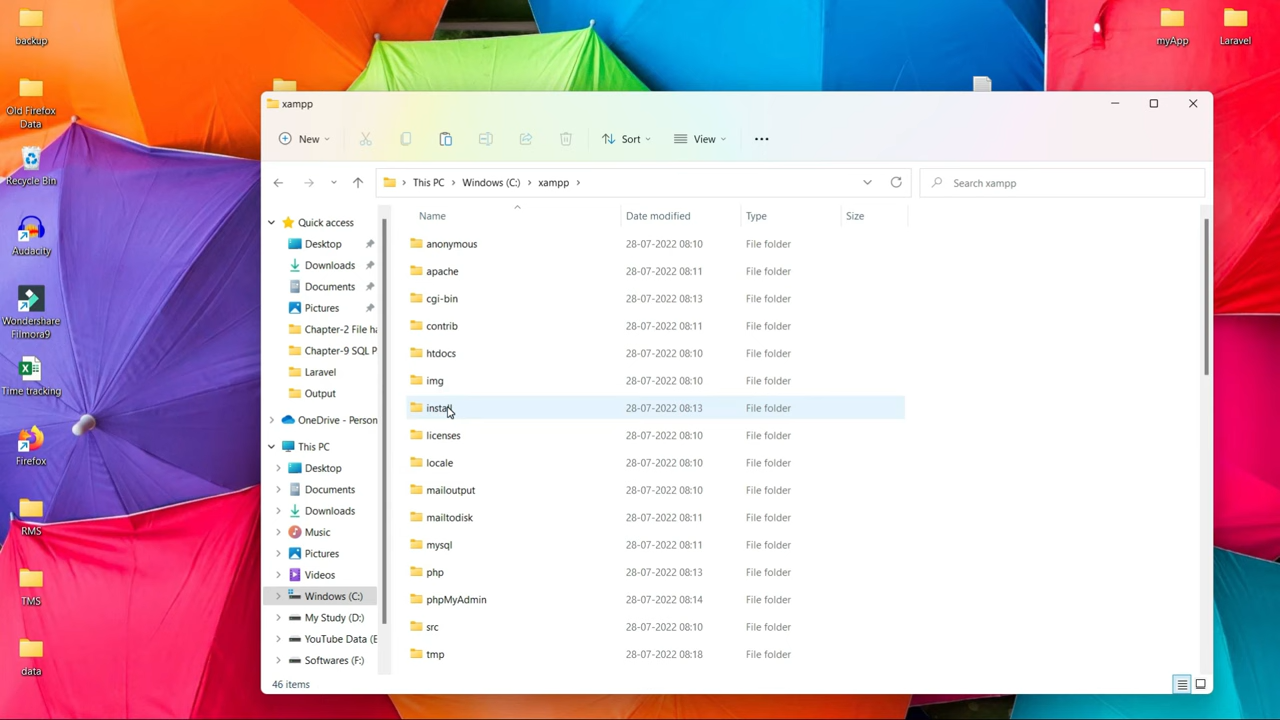 backup
myApp
Laravel
Old Firefox
Data
Recycle Bin
Audacity
Wondershare
Filmora9
Time tracking
Firefox
RMS
TMS
data
xampp
New
Sort
View
This PC
Windows (C:)
xampp
Search xampp
Quick access
Desktop
Downloads
Documents
Pictures
Chapter-2 File ha
Chapter-9 SQL P
Laravel
Output
OneDrive - Person
This PC
Desktop
Documents
Downloads
Music
Pictures
Videos
Windows (C:)
My Study (D:)
YouTube Data (E
Softwares (F:)
Name Date modified Type Size
anonymous 28-07-2022 08:10 File folder
apache 28-07-2022 08:11 File folder
cgi-bin 28-07-2022 08:13 File folder
contrib 28-07-2022 08:11 File folder
htdocs 28-07-2022 08:10 File folder
img 28-07-2022 08:10 File folder
install 28-07-2022 08:13 File folder
licenses 28-07-2022 08:10 File folder
locale 28-07-2022 08:10 File folder
mailoutput 28-07-2022 08:10 File folder
mailtodisk 28-07-2022 08:11 File folder
mysql 28-07-2022 08:11 File folder
php 28-07-2022 08:13 File folder
phpMyAdmin 28-07-2022 08:14 File folder
src 28-07-2022 08:10 File folder
tmp 28-07-2022 08:18 File folder
46 items